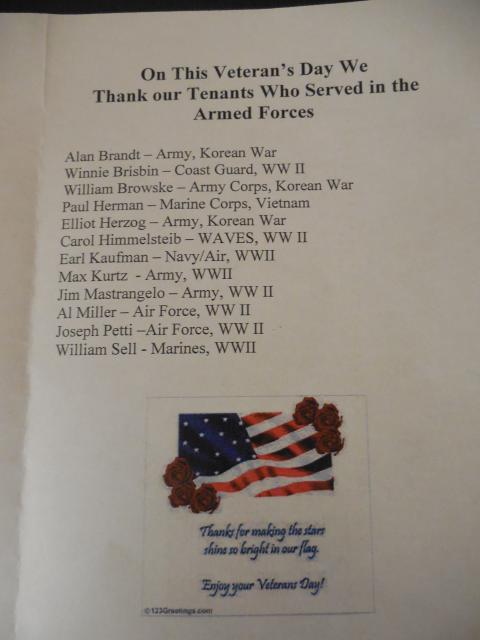 On This Veteran's Day We
Thank our Tenants Who Served in the
Armed Forces
Alan Brandt – Army, Korean War
Winnie Brisbin – Coast Guard, WW II
William Browske – Army Corps, Korean War
Paul Herman – Marine Corps, Vietnam
Elliot Herzog – Army, Korean War
Carol Himmelsteib – WAVES, WW II
Earl Kaufman – Navy/Air, WWII
Max Kurtz - Army, WWII
Jim Mastrangelo – Army, WW II
Al Miller – Air Force, WW II
Joseph Petti –Air Force, WW II
William Sell - Marines, WWII
Thanks for making the stars
shine so bright in our flag.
Enjoy your Veterans Day!
©123Greetings.com